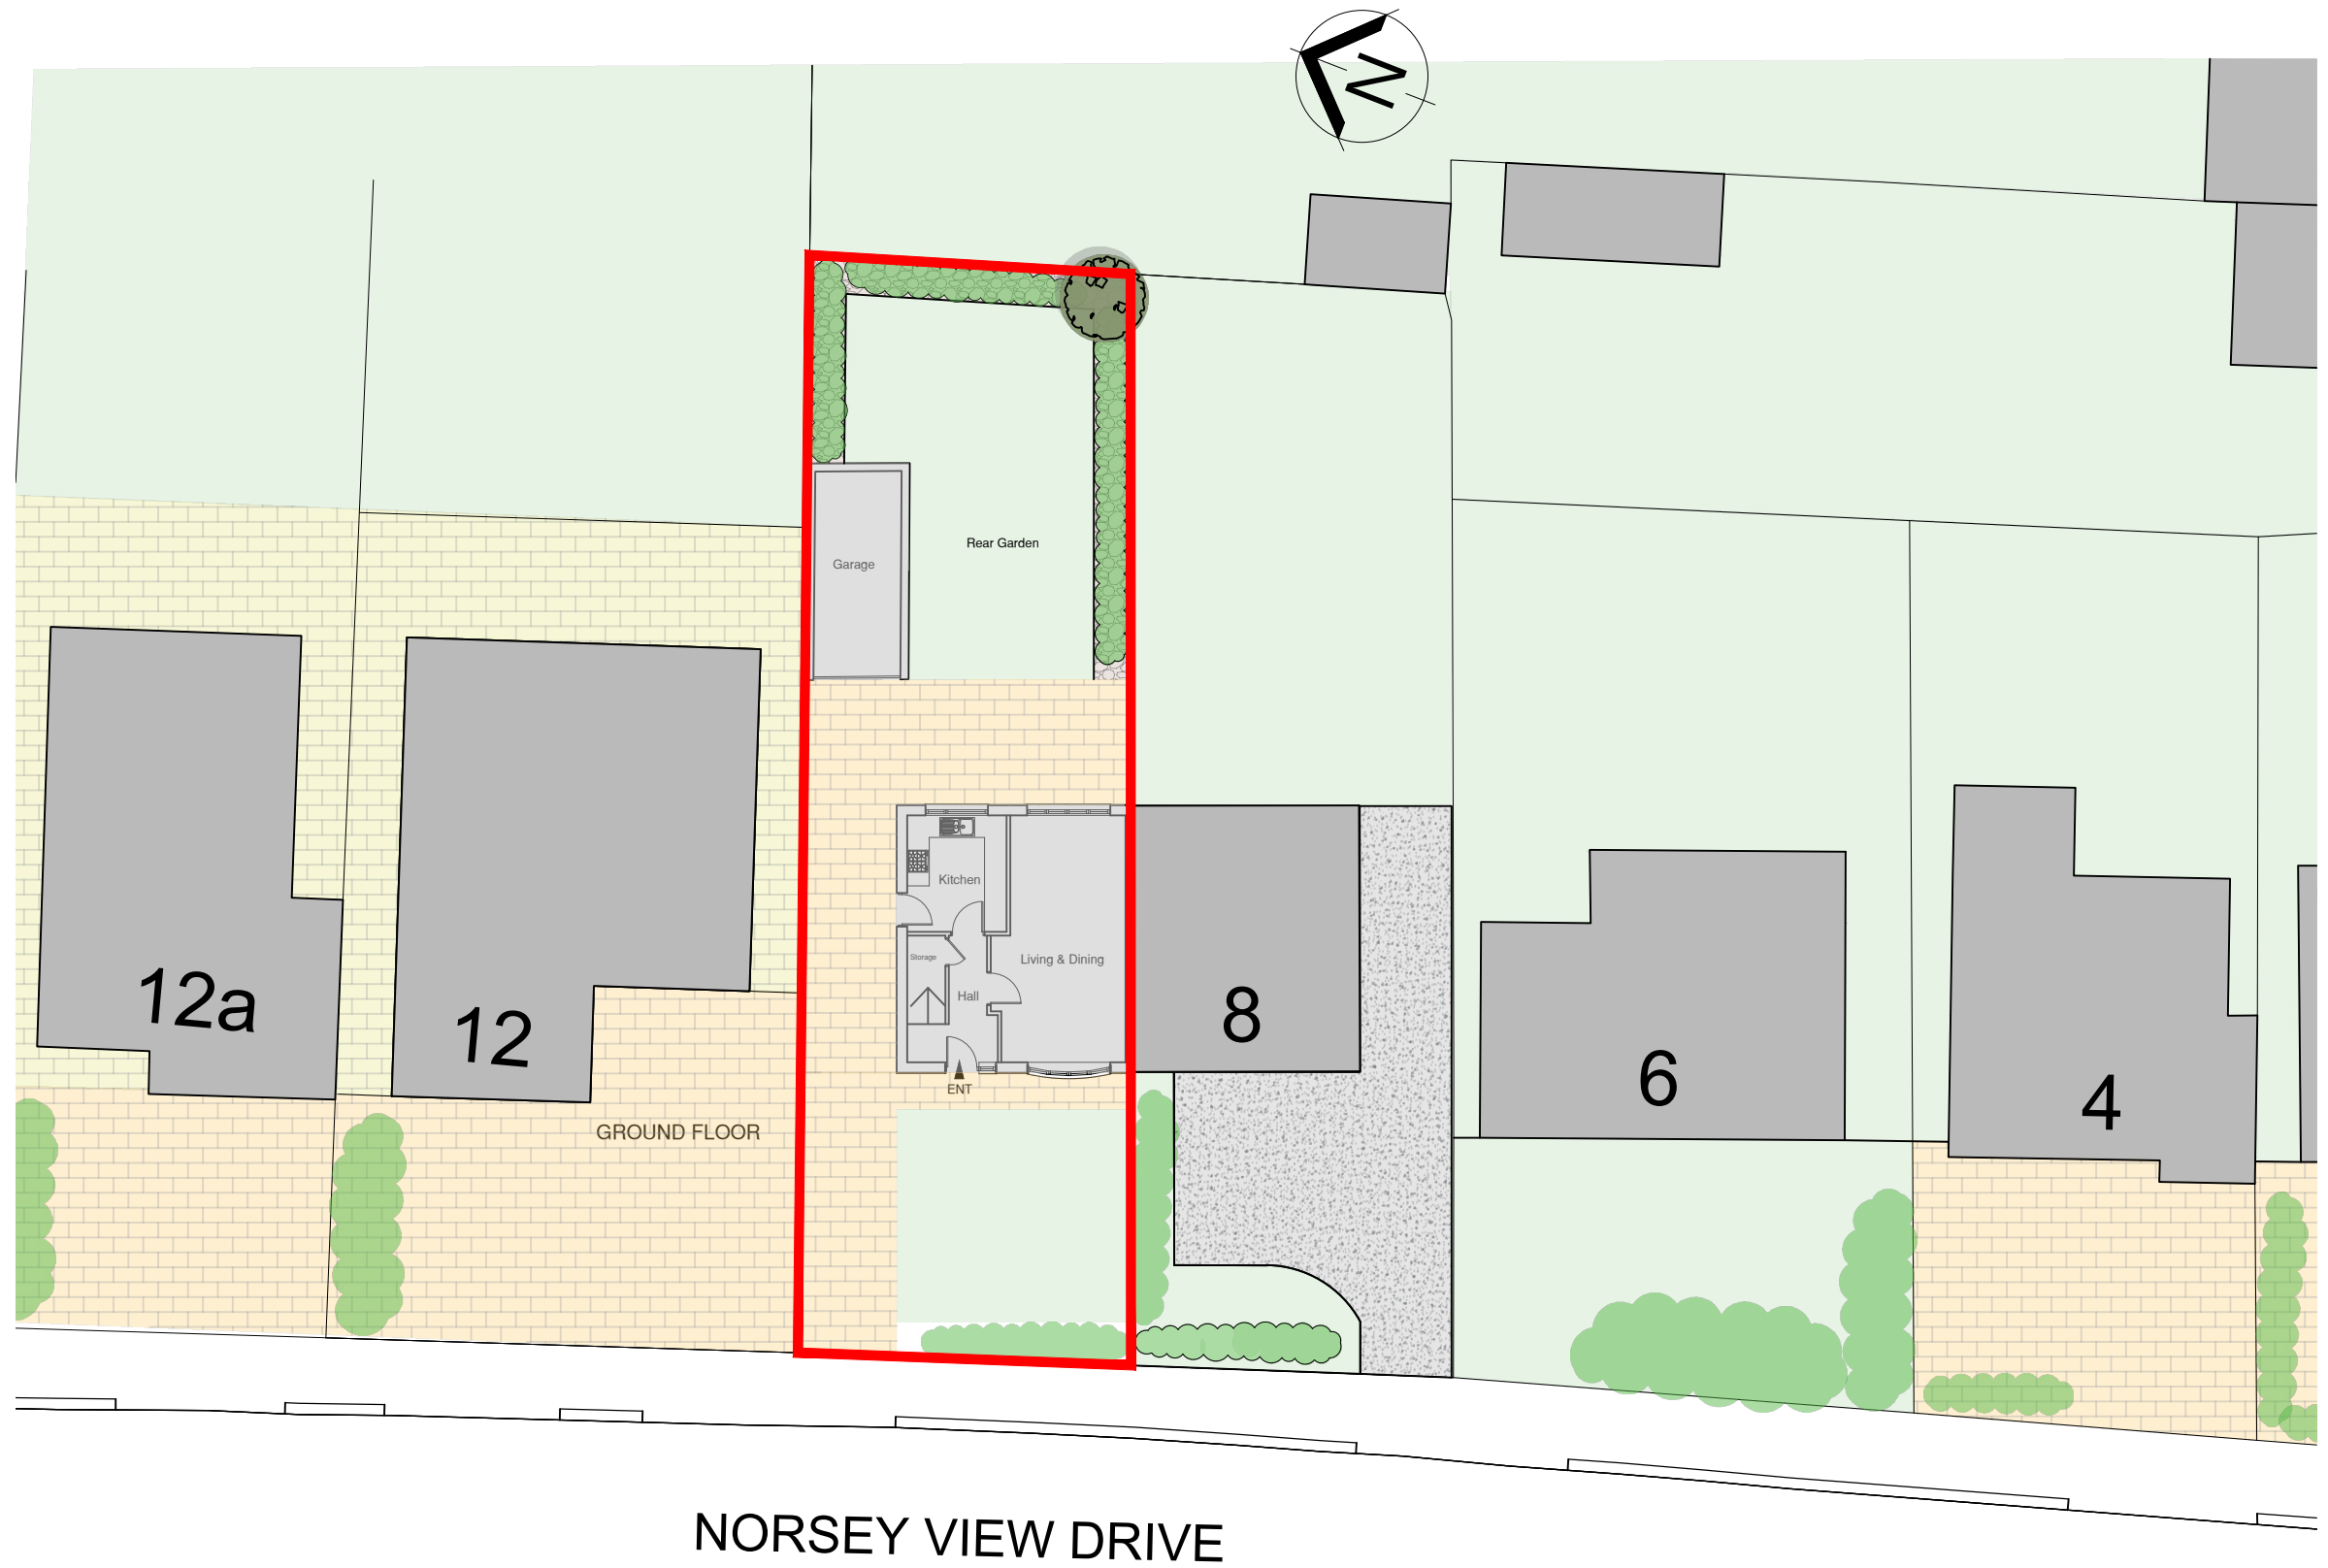 N
Rear Garden
Garage
Kitchen
Storage
Living & Dining
Hall
ENT
12a
12
8
6
4
GROUND FLOOR
NORSEY VIEW DRIVE